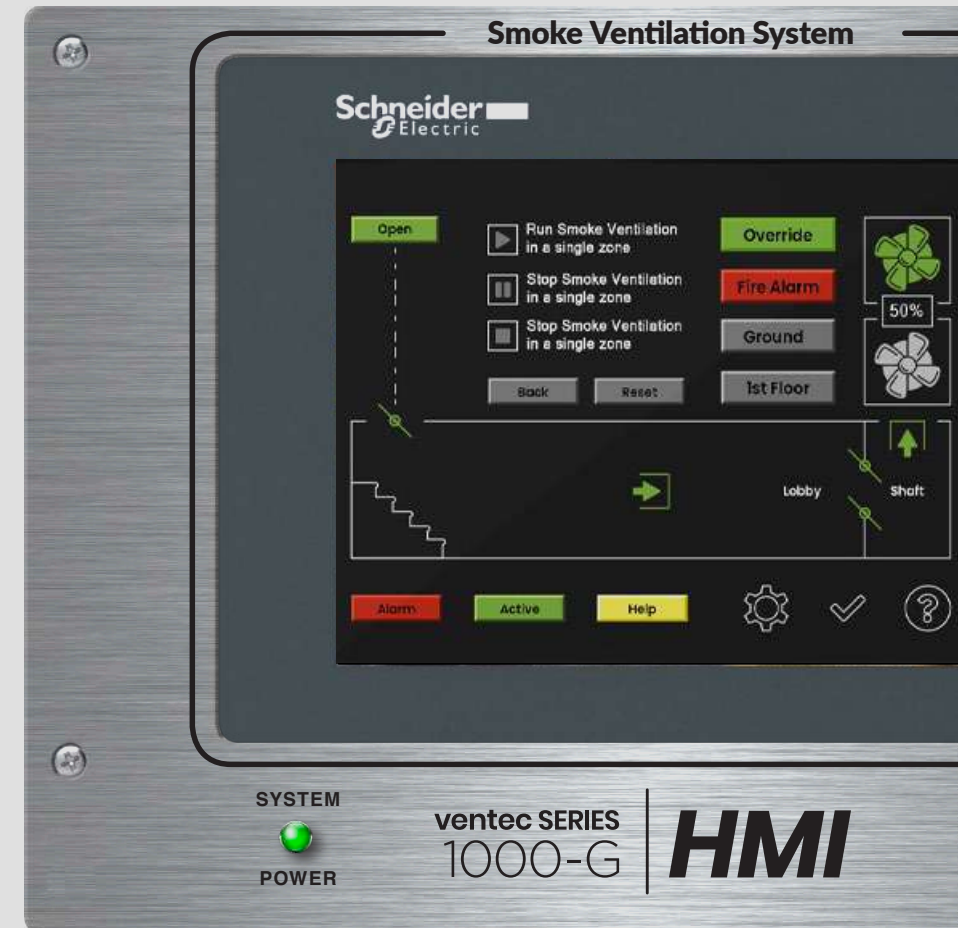 Smoke Ventilation System
Schneider
Electric
Open
Run Smoke Ventilation
in a single zone
Stop Smoke Ventilation
in a single zone
Stop Smoke Ventilation
in a single zone
Back
Reset
Override
Fire Alarm
Ground
1st Floor
50%
Lobby
Shaft
Alarm
Active
Help
?
SYSTEM
POWER
ventec SERIES
1000-G
HMI